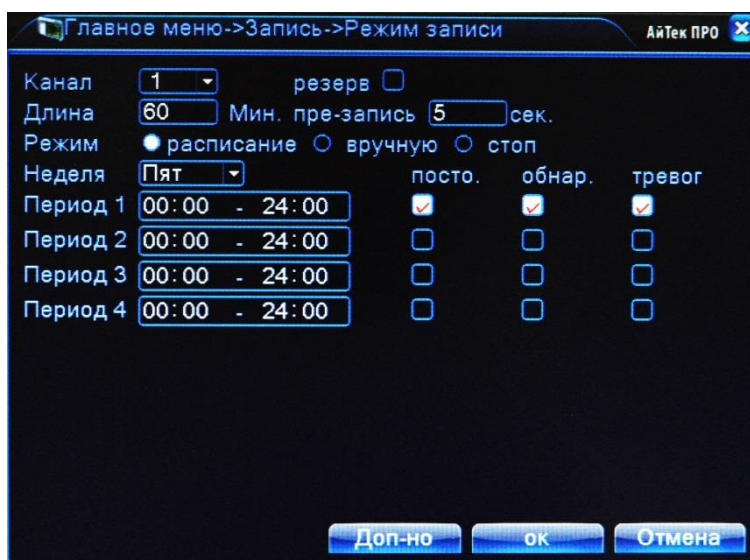 Главное меню->Запись->Режим записи АйТек ПРО
Канал 1 резерв
Длина 60 Мин. пре-запись 5 сек.
Режим расписание вручную стоп
Неделя Пят посто. обнар. тревог
Период 1 00:00 - 24:00
Период 2 00:00 - 24:00
Период 3 00:00 - 24:00
Период 4 00:00 - 24:00
Доп-но ок Отмена